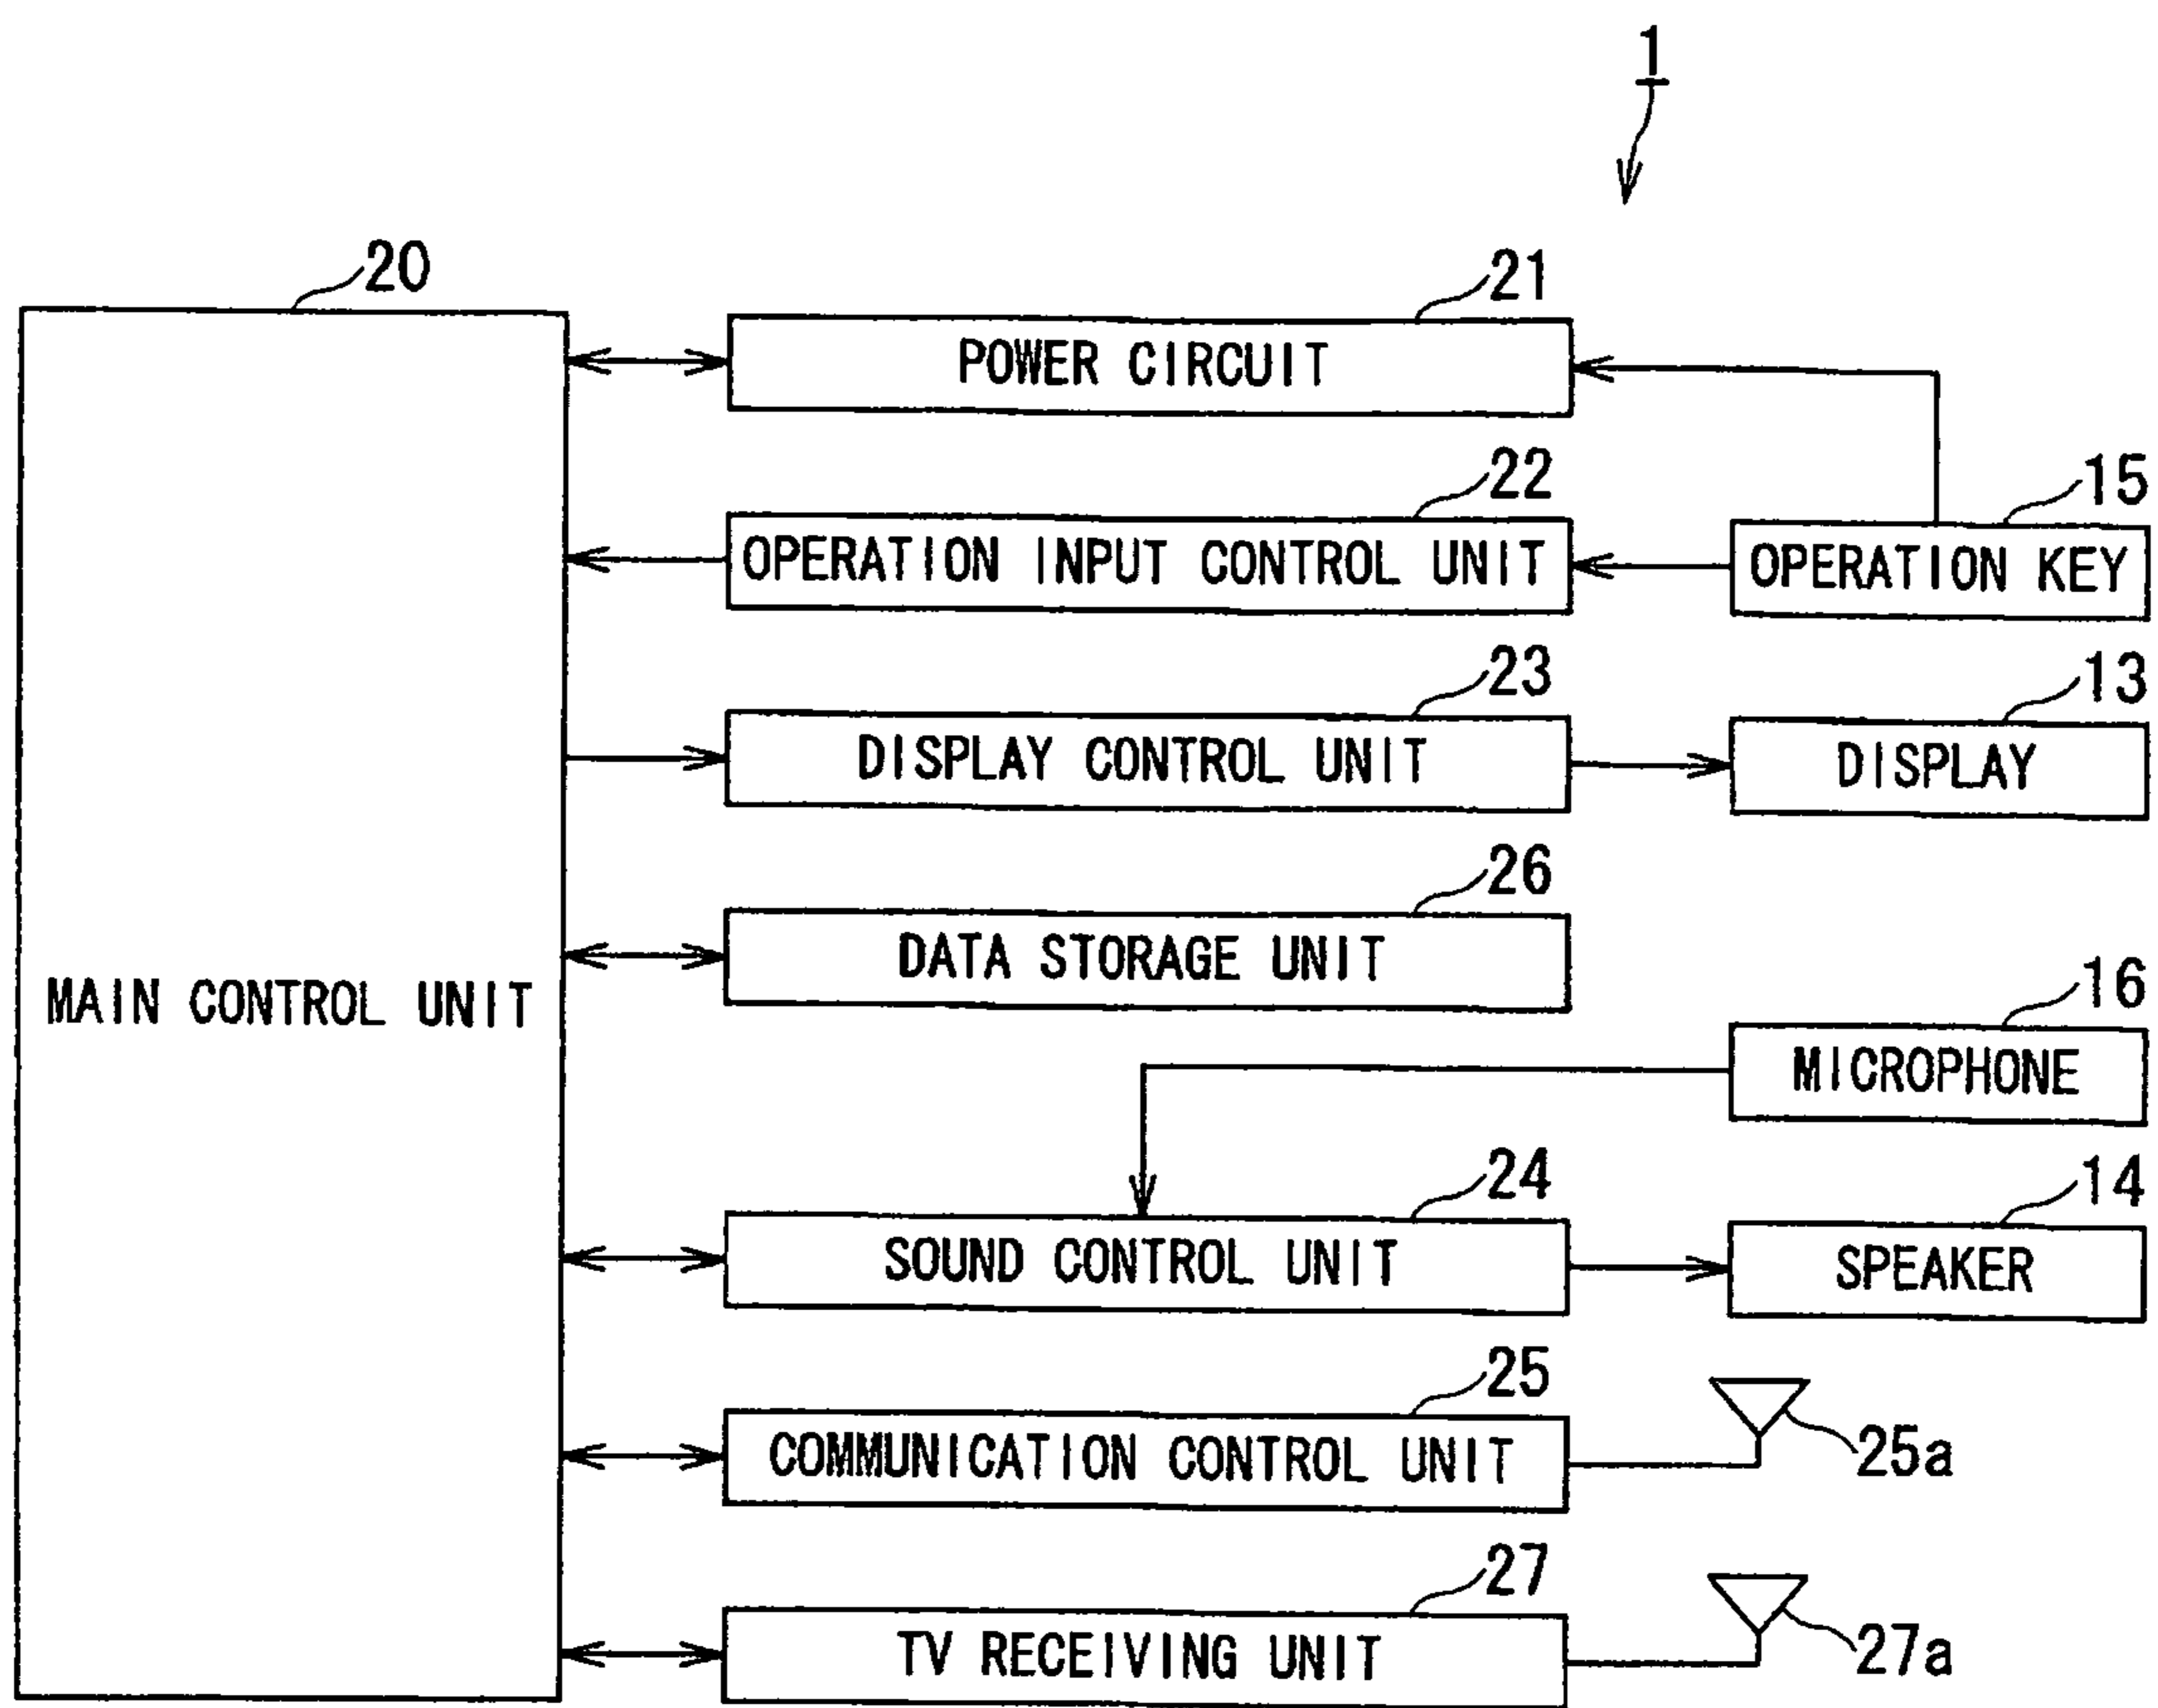 1
20
21
POWER CIRCUIT
22
15
OPERATION INPUT CONTROL UNIT
OPERATION KEY
23
13
DISPLAY CONTROL UNIT
DISPLAY
26
DATA STORAGE UNIT
MAIN CONTROL UNIT
16
MICROPHONE
24
14
SOUND CONTROL UNIT
SPEAKER
25
COMMUNICATION CONTROL UNIT
25a
27
TV RECEIVING UNIT
27a